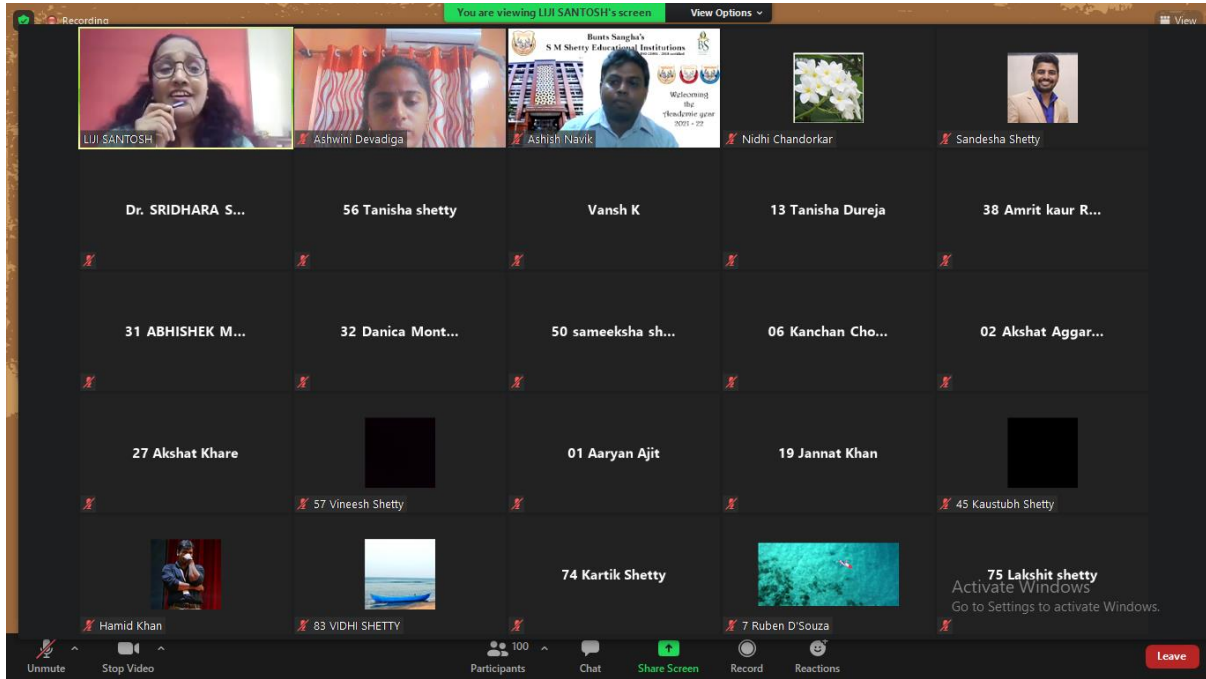 You are viewing LIJI SANTOSH's screen
View Options
Recording
View
Bunts Sangha's
S M Shetty Educational Institutions
Welcoming
the
Academic year
2021 - 22
LIJI SANTOSH
Ashwini Devadiga
Ashish Navik
Nidhi Chandorkar
Sandesha Shetty
Dr. SRIDHARA S...
56 Tanisha shetty
Vansh K
13 Tanisha Dureja
38 Amrit kaur R...
31 ABHISHEK M...
32 Danica Mont...
50 sameeksha sh...
06 Kanchan Cho...
02 Akshat Aggar...
27 Akshat Khare
57 Vineesh Shetty
01 Aaryan Ajit
19 Jannat Khan
45 Kaustubh Shetty
Hamid Khan
83 VIDHI SHETTY
74 Kartik Shetty
7 Ruben D'Souza
75 Lakshit shetty
Activate Windows
Go to Settings to activate Windows.
Unmute
Stop Video
100
Participants
Chat
Share Screen
Record
Reactions
Leave